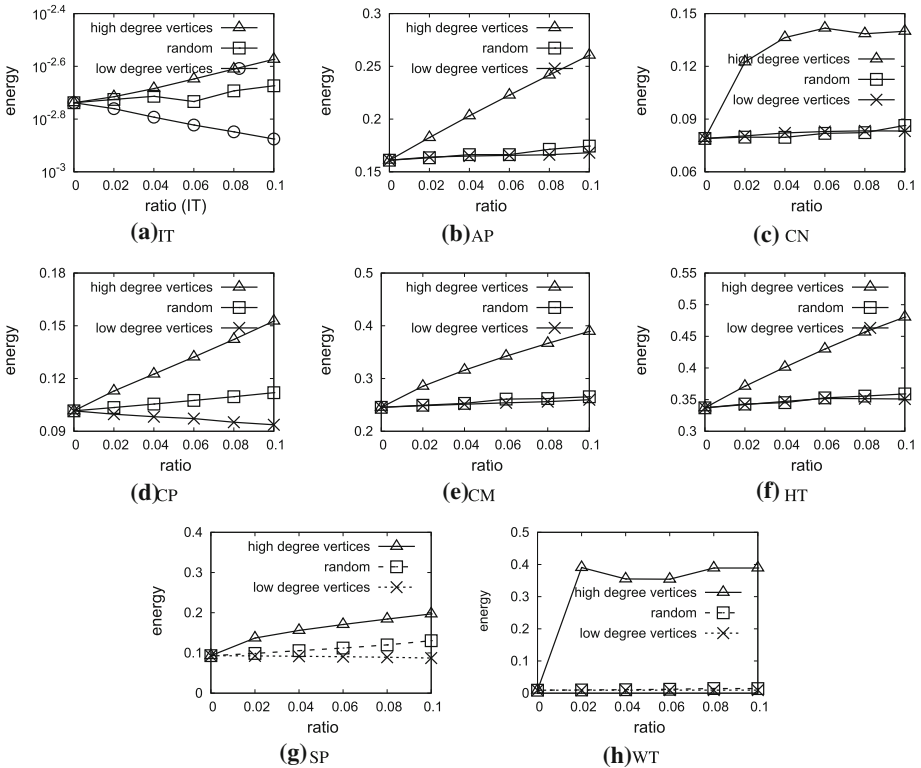 10^-2.4
10^-2.6
10^-2.8
10^-3
energy
high degree vertices
random
low degree vertices
0 0.02 0.04 0.06 0.08 0.1
ratio (IT)
(a) IT
0.3
0.25
0.2
0.15
energy
high degree vertices
random
low degree vertices
0 0.02 0.04 0.06 0.08 0.1
ratio
(b) AP
0.15
0.12
0.09
0.06
energy
high degree vertices
random
low degree vertices
0 0.02 0.04 0.06 0.08 0.1
ratio
(c) CN
0.18
0.15
0.12
0.09
energy
high degree vertices
random
low degree vertices
0 0.02 0.04 0.06 0.08 0.1
ratio
(d) CP
0.5
0.4
0.3
0.2
energy
high degree vertices
random
low degree vertices
0 0.02 0.04 0.06 0.08 0.1
ratio
(e) CM
0.55
0.5
0.45
0.4
0.35
0.3
energy
high degree vertices
random
low degree vertices
0 0.02 0.04 0.06 0.08 0.1
ratio
(f) HT
0.4
0.3
0.2
0.1
0
energy
high degree vertices
random
low degree vertices
0 0.02 0.04 0.06 0.08 0.1
ratio
(g) SP
0.5
0.4
0.3
0.2
0.1
0
energy
high degree vertices
random
low degree vertices
0 0.02 0.04 0.06 0.08 0.1
ratio
(h) WT